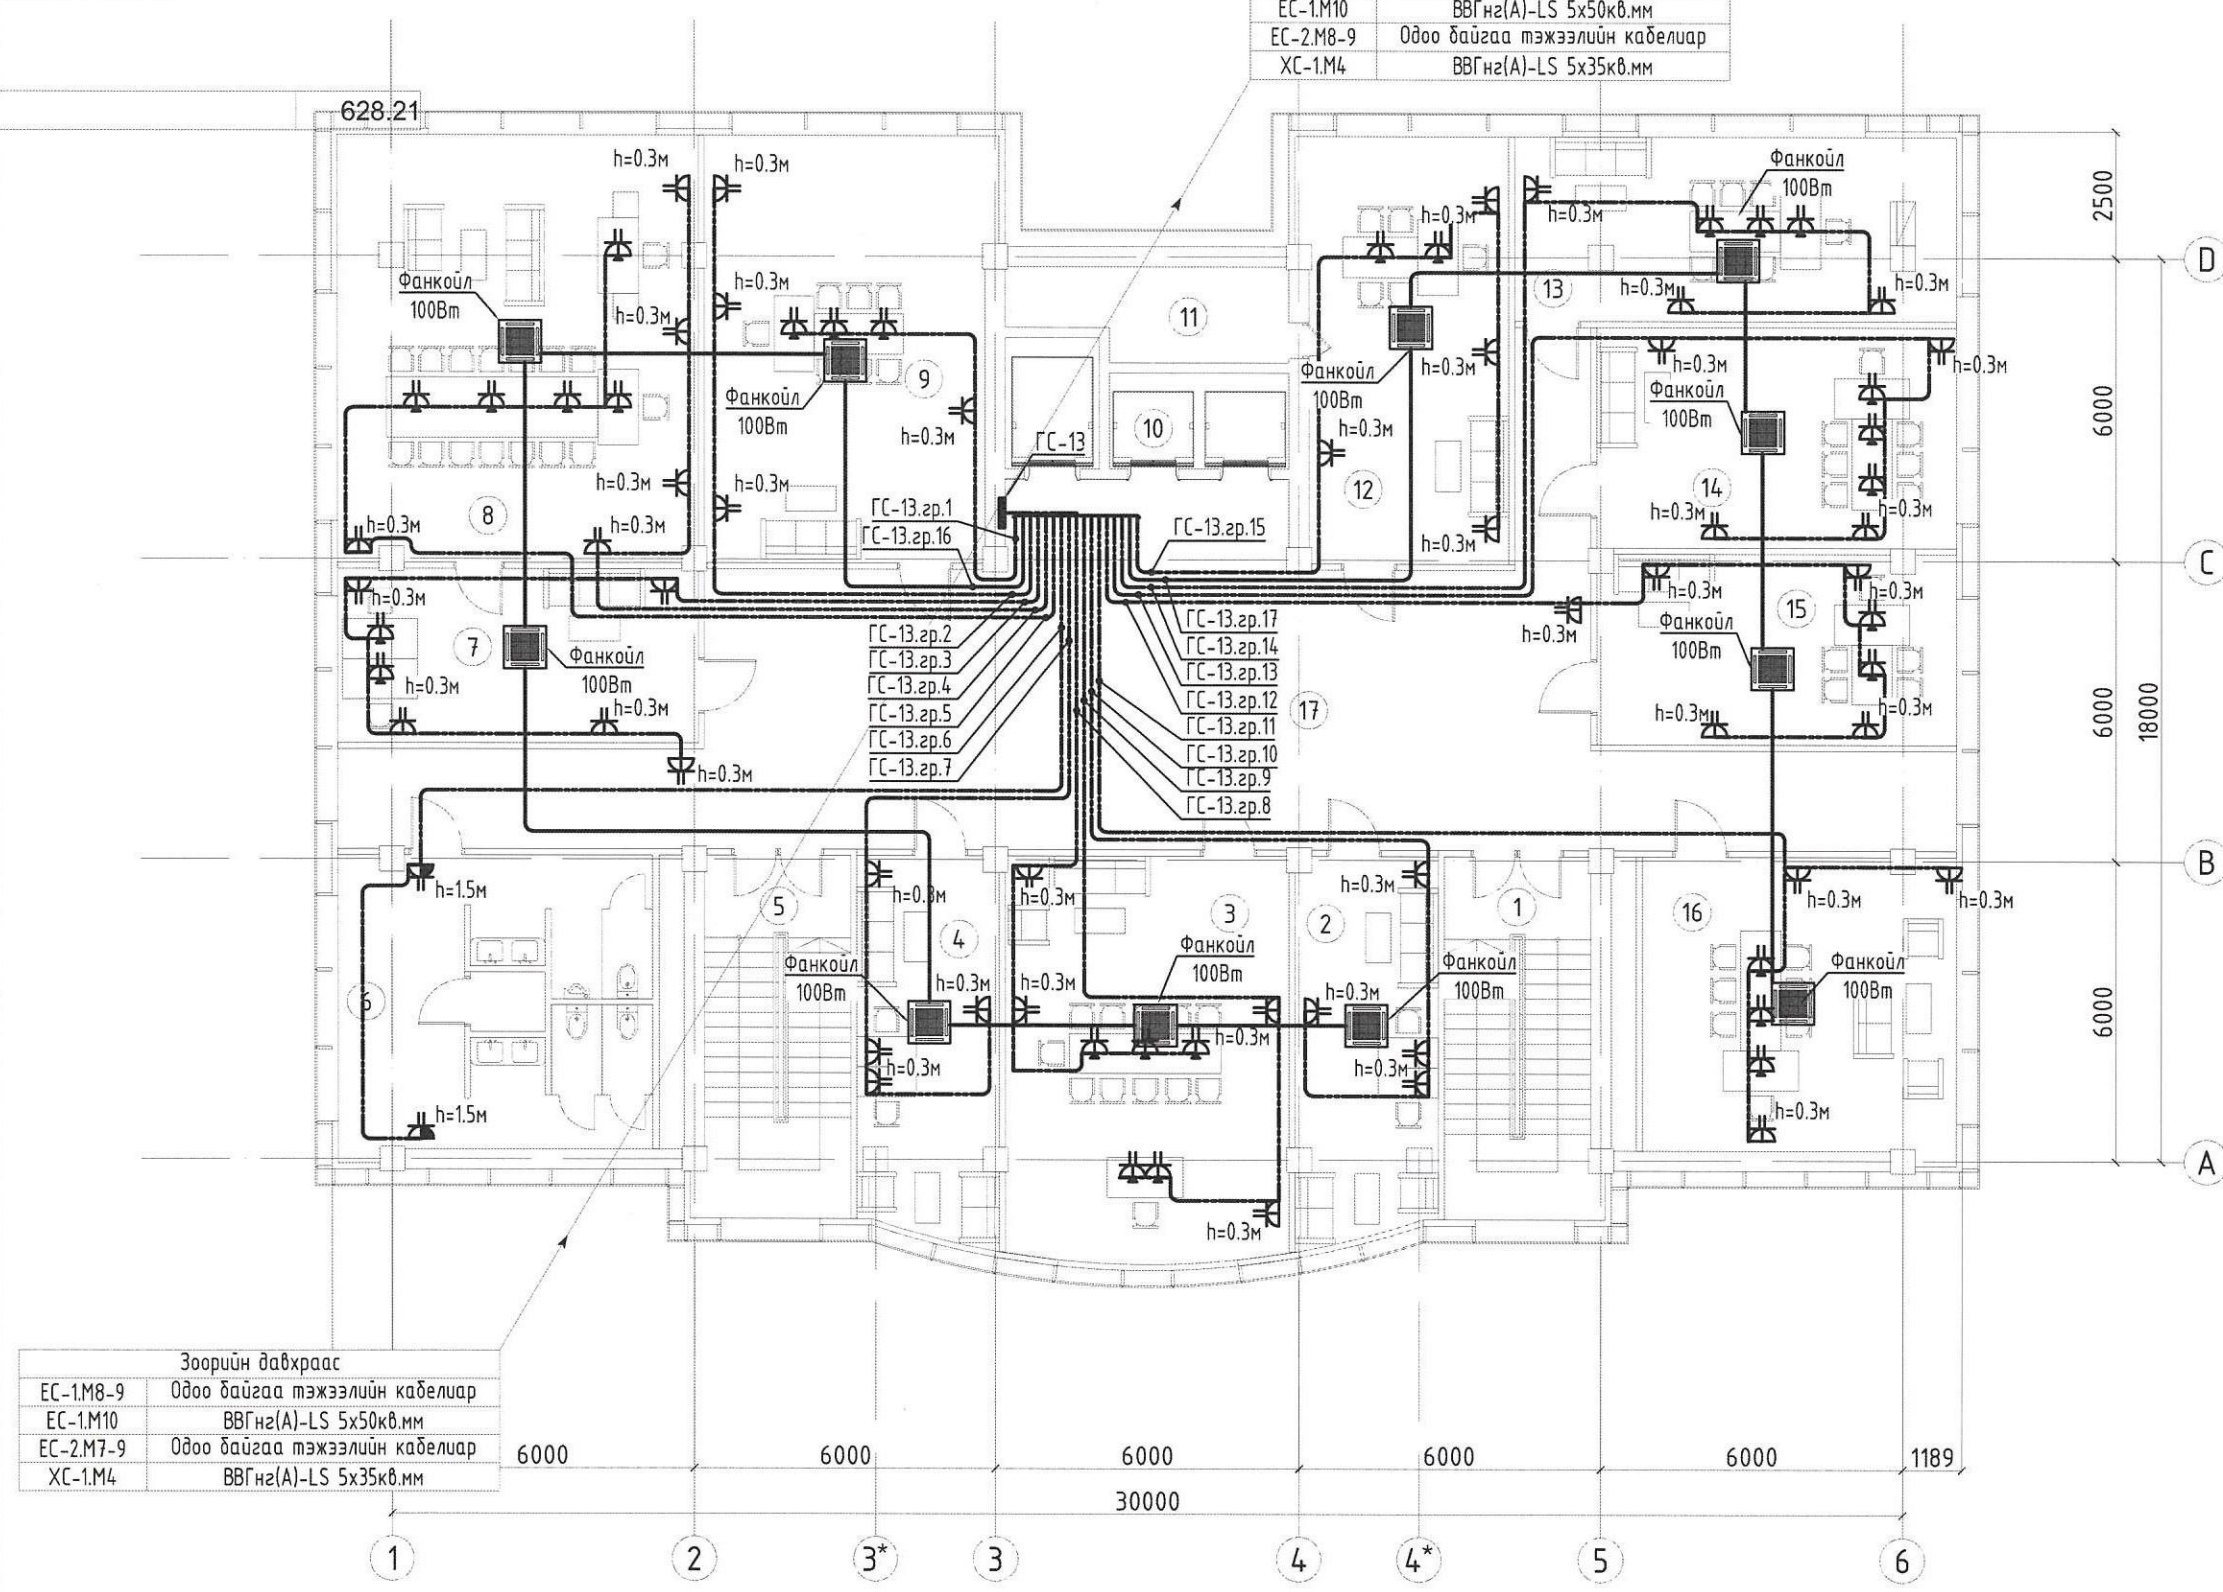 ЕС-1.М10 ВВГнг(А)-LS 5х50кв.мм
ЕС-2.М8-9 Одоо байгаа тэжээлийн кабелиар
ХС-1.М4 ВВГнг(А)-LS 5х35кв.мм
628.21
h=0.3м
h=0.3м
Фанкойл
100Вт
2500
h=0.3м
h=0.3м
D
h=0.3м
Фанкойл
100Вт
h=0.3м
13
h=0.3м
h=0.3м
11
h=0.3м
h=0.3м
h=0.3м
h=0.3м
Фанкойл
100Вт
9
Фанкойл
100Вт
Фанкойл
100Вт
6000
h=0.3м
ГС-13
10
h=0.3м
h=0.3м
h=0.3м
12
14
8
h=0.3м
h=0.3м
ГС-13.гр.1
h=0.3м
h=0.3м
ГС-13.гр.16
ГС-13.гр.15
h=0.3м
C
h=0.3м
h=0.3м
h=0.3м
15
ГС-13.гр.2
ГС-13.гр.3
ГС-13.гр.4
ГС-13.гр.5
ГС-13.гр.6
ГС-13.гр.7
ГС-13.гр.17
ГС-13.гр.14
ГС-13.гр.13
ГС-13.гр.12
ГС-13.гр.11
ГС-13.гр.10
ГС-13.гр.9
ГС-13.гр.8
h=0.3м
Фанкойл
100Вт
7
Фанкойл
100Вт
h=0.3м
h=0.3м
17
h=0.3м
h=0.3м
6000
18000
h=0.3м
B
h=1.5м
h=0.3м
h=0.3м
h=0.3м
h=0.3м
h=0.3м
5
4
3
2
1
16
Фанкойл
100Вт
Фанкойл
100Вт
Фанкойл
100Вт
Фанкойл
100Вт
6
h=0.3м
h=0.3м
h=0.3м
6000
h=0.3м
h=0.3м
h=0.3м
h=1.5м
h=0.3м
A
h=0.3м
Зоорийн давхраас
ЕС-1.М8-9 Одоо байгаа тэжээлийн кабелиар
ЕС-1.М10 ВВГнг(А)-LS 5х50кв.мм
ЕС-2.М7-9 Одоо байгаа тэжээлийн кабелиар
ХС-1.М4 ВВГнг(А)-LS 5х35кв.мм
6000 6000 6000 6000 6000 1189
30000
1 2 3* 3 4 4* 5 6